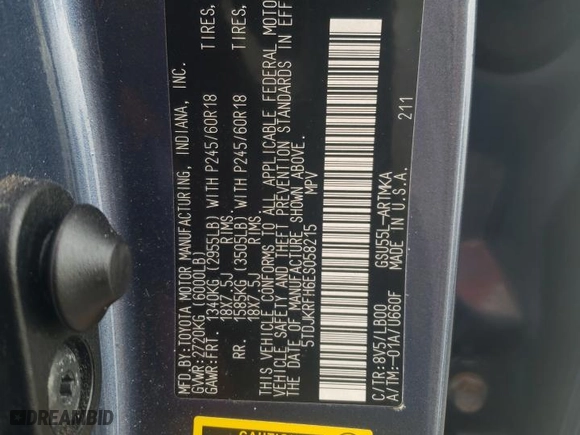 MFD.BY:TOYOTA MOTOR MANUFACTURING, INDIANA, INC.
GVWR:2720KG(6000LB)
GAWR:FRT. 1340KG (2955LB) WITH P245/60R18 TIRES,
18X7.5J RIMS
RR. 1585KG (3505LB) WITH P245/60R18 TIRES,
18X7.5J RIMS
THIS VEHICLE CONFORMS TO ALL APPLICABLE FEDERAL MOTOR
VEHICLE SAFETY AND THEFT PREVENTION STANDARDS IN EFF
DATE OF MANUFACTURE SHOWN ABOVE.
5TDJKRFH6ES058215 MPV
211
C/TR:8V5/LB00 GSU55L-ARTMKA
A/TM:-01A/U660F MADE IN U.S.A.
DREAMBID